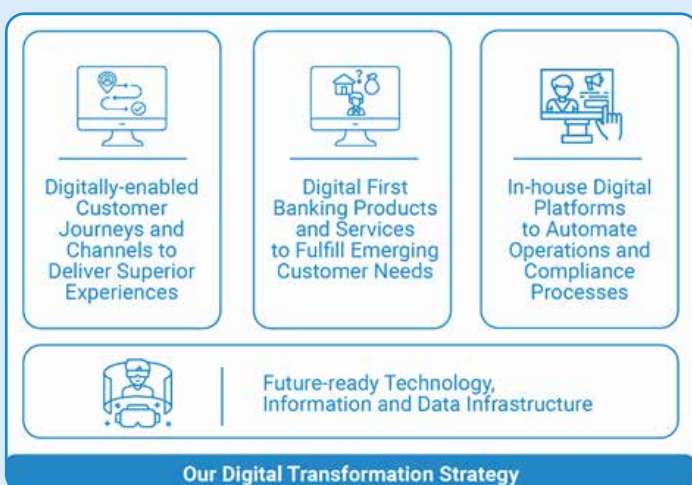 Digitally-enabled
Customer
Journeys and
Channels to
Deliver Superior
Experiences
Digital First
Banking Products
and Services
to Fulfill Emerging
Customer Needs
In-house Digital
Platforms
to Automate
Operations and
Compliance
Processes
Future-ready Technology,
Information and Data Infrastructure
Our Digital Transformation Strategy